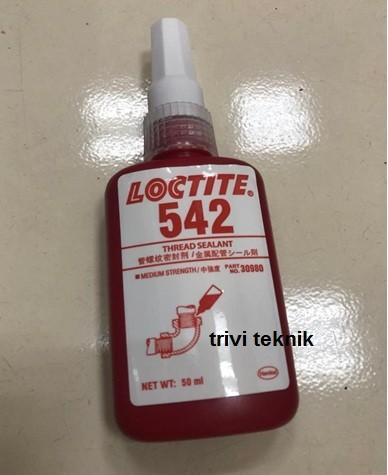 LOCTITE®
542
THREAD SEALANT
管螺纹密封剂/金属配管シール剤
■ MEDIUM STRENGTH/中強度 PART NO. 30980
trivi teknik
NET WT: 50 ml
Henkel